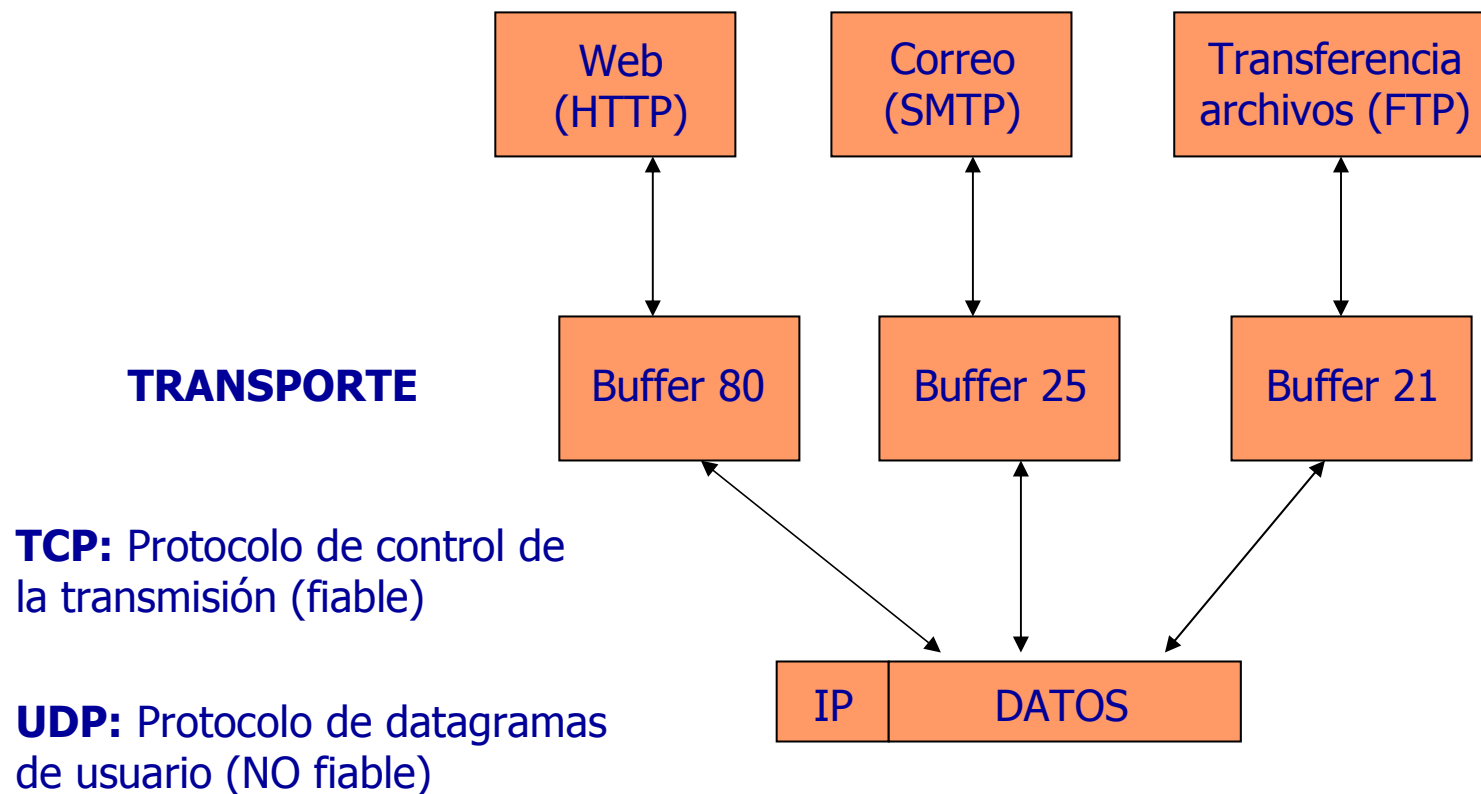 Web
(HTTP)
Correo
(SMTP)
Transferencia
archivos (FTP)
TRANSPORTE
Buffer 80
Buffer 25
Buffer 21
TCP: Protocolo de control de
la transmisión (fiable)
UDP: Protocolo de datagramas
de usuario (NO fiable)
IP
DATOS